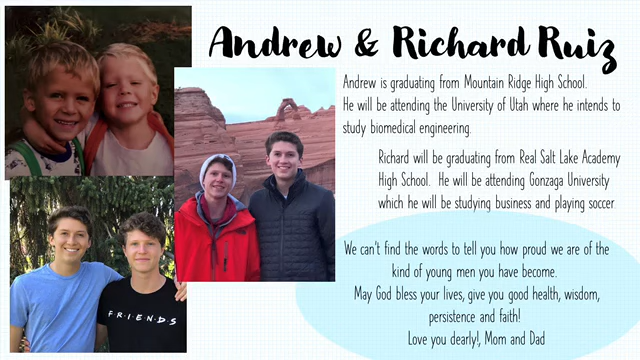 Andrew & Richard Ruiz
Andrew is graduating from Mountain Ridge High School.
He will be attending the University of Utah where he intends to
study biomedical engineering.
Richard will be graduating from Real Salt Lake Academy
High School. He will be attending Gonzaga University
which he will be studying business and playing soccer
We can't find the words to tell you how proud we are of the
kind of young men you have become.
May God bless your lives, give you good health, wisdom,
persistence and faith!
Love you dearly!, Mom and Dad
F·R·I·E·N·D·S